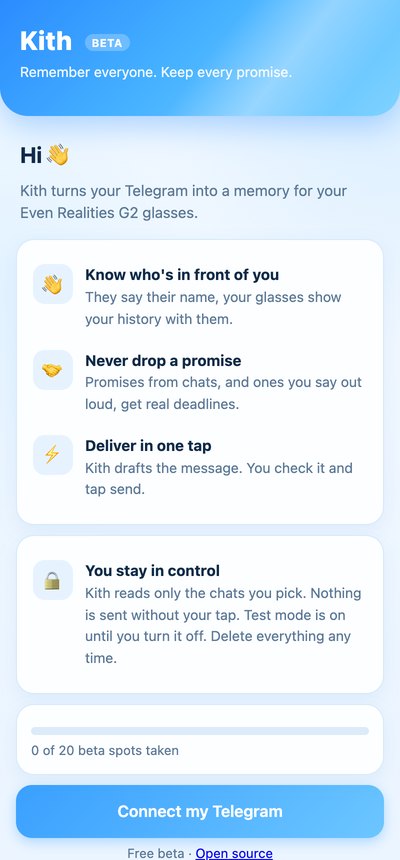 Kith BETA
Remember everyone. Keep every promise.
Hi 👋
Kith turns your Telegram into a memory for your
Even Realities G2 glasses.
Know who's in front of you
They say their name, your glasses show
your history with them.
Never drop a promise
Promises from chats, and ones you say out
loud, get real deadlines.
Deliver in one tap
Kith drafts the message. You check it and
tap send.
You stay in control
Kith reads only the chats you pick. Nothing
is sent without your tap. Test mode is on
until you turn it off. Delete everything any
time.
0 of 20 beta spots taken
Connect my Telegram
Free beta · Open source